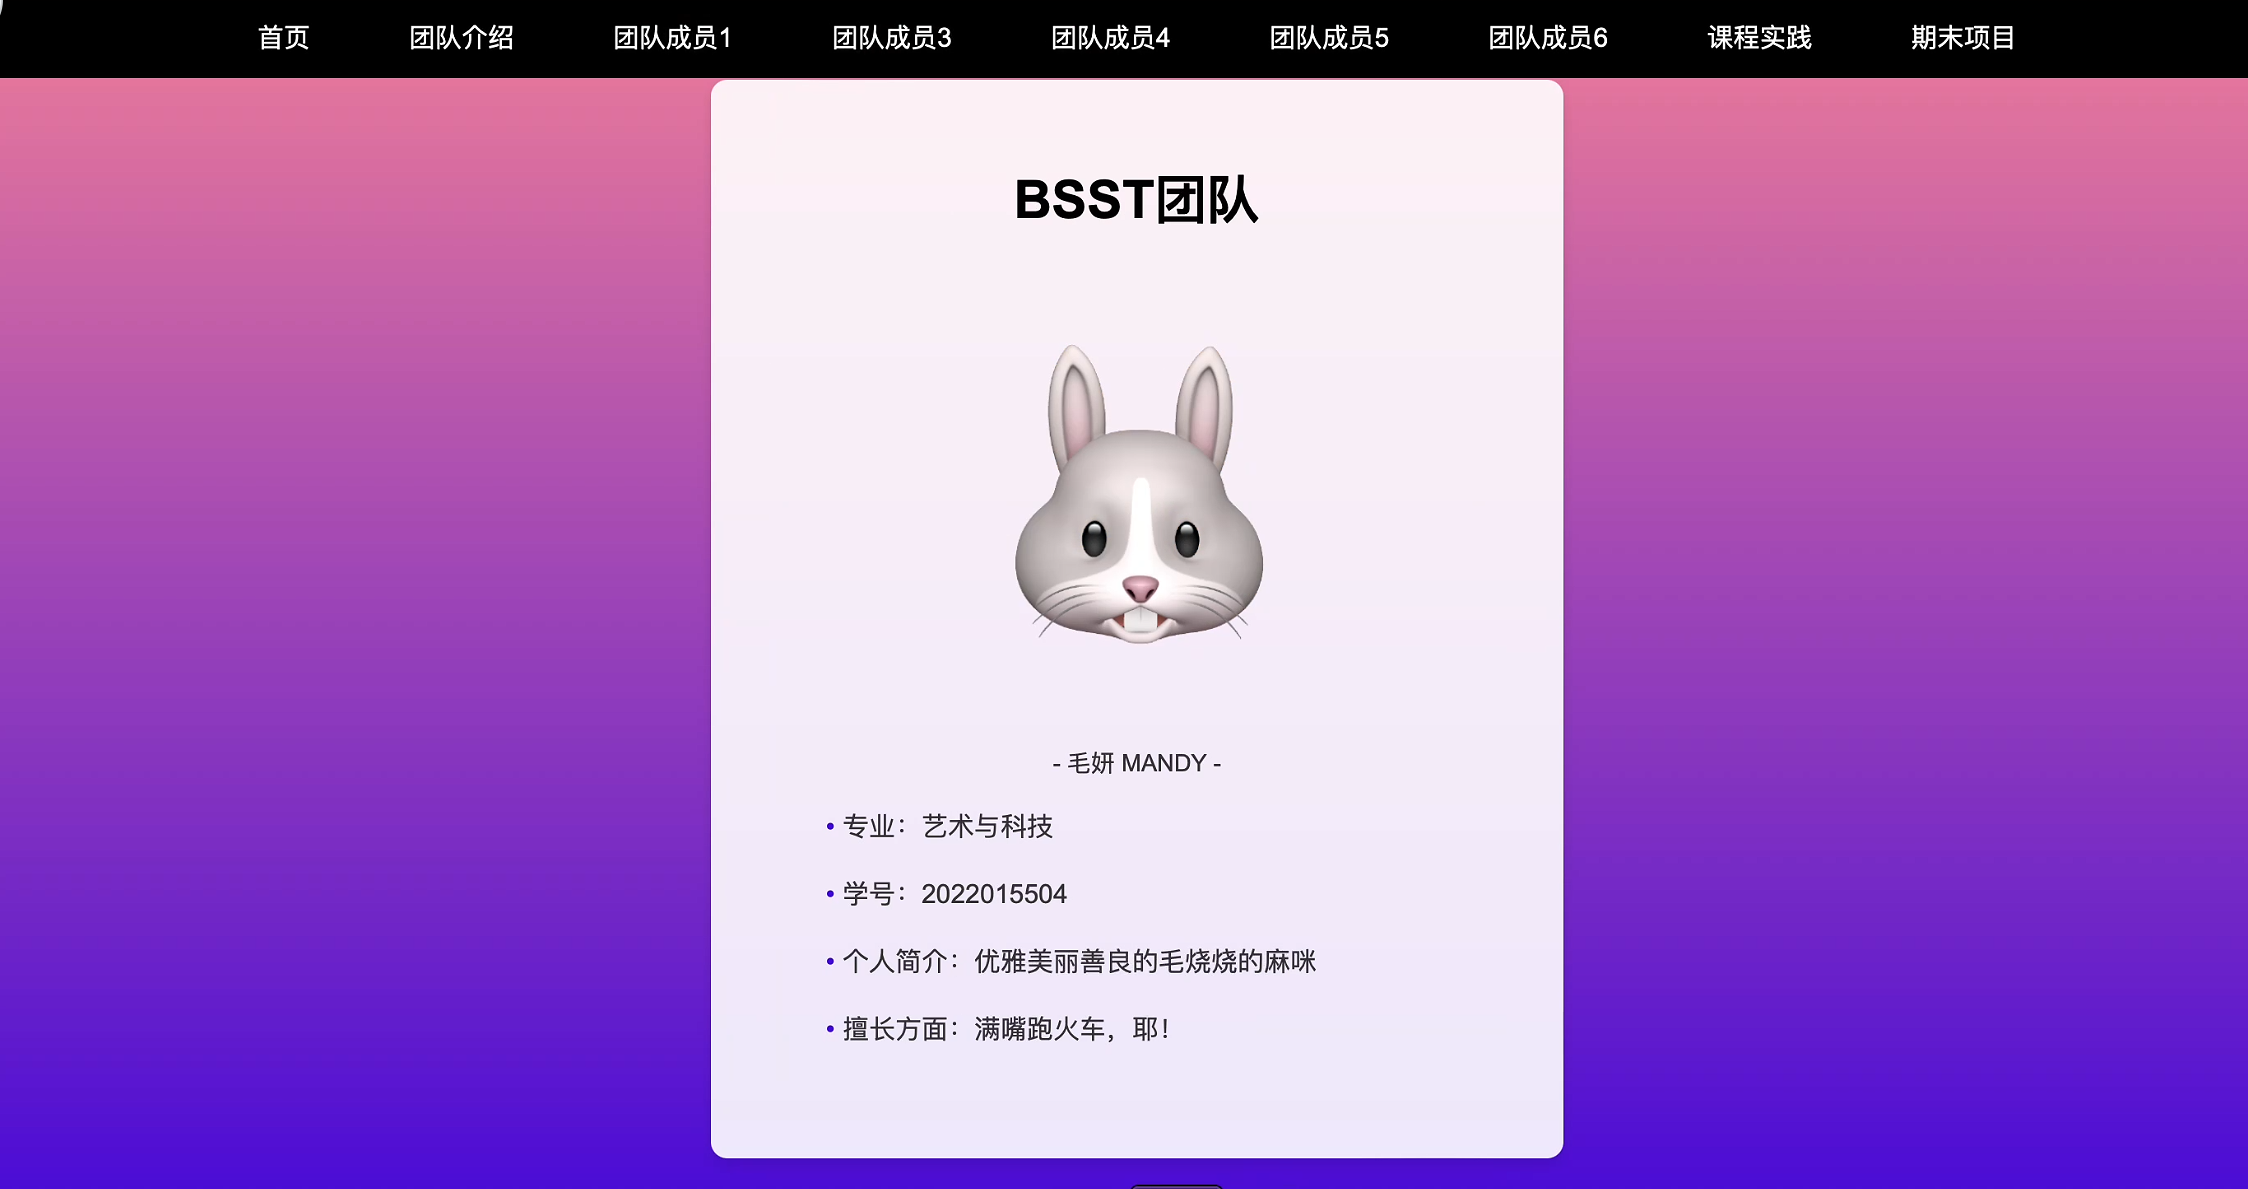 首页 团队介绍 团队成员1 团队成员3 团队成员4 团队成员5 团队成员6 课程实践 期末项目
BSST团队
- 毛妍 MANDY -
• 专业：艺术与科技
• 学号：2022015504
• 个人简介：优雅美丽善良的毛烧烧的麻咪
• 擅长方面：满嘴跑火车，耶！